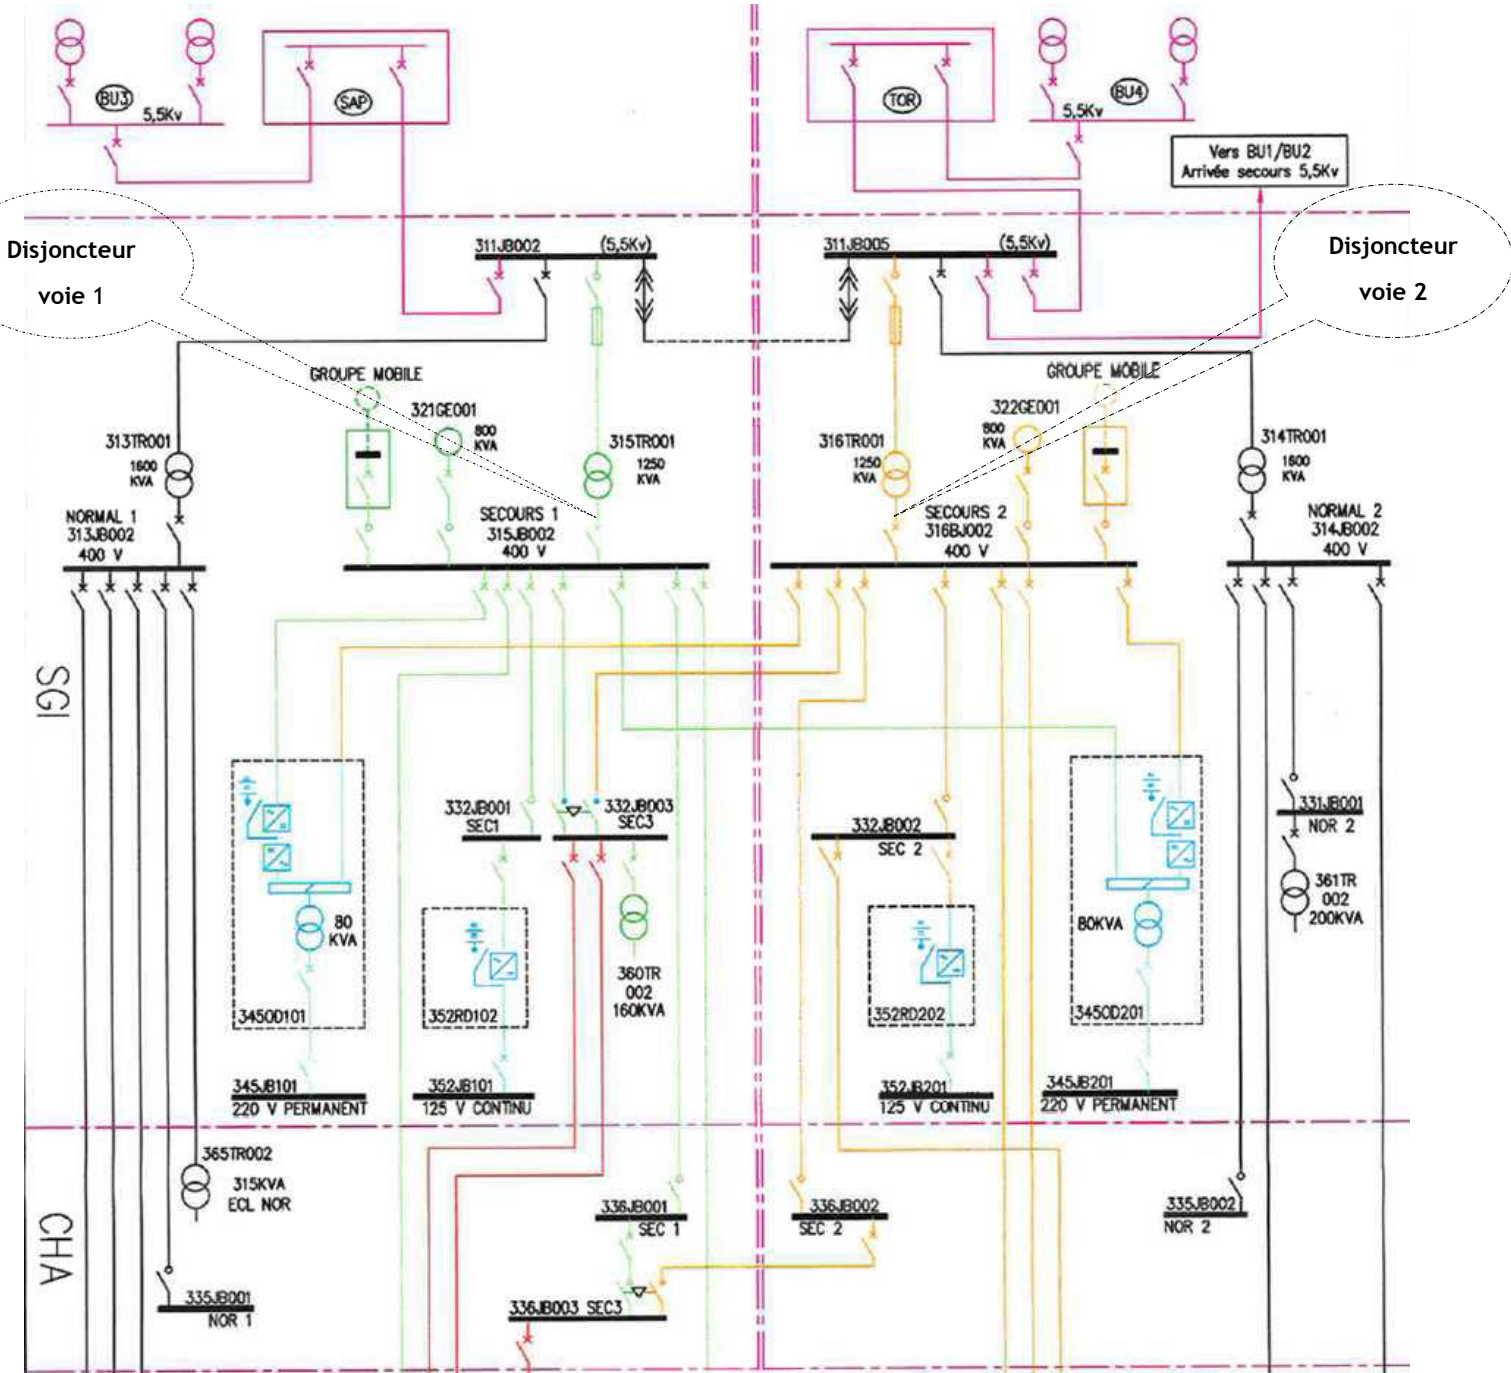 BU3
5,5Kv
SAP
TOR
BU4
5,5Kv
Vers BU1/BU2
Arrivée secours 5,5Kv
Disjoncteur
voie 1
Disjoncteur
voie 2
311JB002
(5,5Kv)
311JB005
(5,5Kv)
GROUPE MOBILE
321GE001
800
KVA
313TR001
1600
KVA
315TR001
1250
KVA
316TR001
1250
KVA
322GE001
800
KVA
GROUPE MOBILE
314TR001
1600
KVA
NORMAL 1
313JB002
400 V
SECOURS 1
315JB002
400 V
SECOURS 2
316BJ002
400 V
NORMAL 2
314JB002
400 V
SGI
332JB001
SEC1
332JB003
SEC3
332JB002
SEC 2
331JB001
NOR 2
361TR
002
200KVA
80
KVA
80KVA
360TR
002
160KVA
345OD101
352RD102
352RD202
345OD201
345JB101
220 V PERMANENT
352JB101
125 V CONTINU
352JB201
125 V CONTINU
345JB201
220 V PERMANENT
CHA
365TR002
315KVA
ECL NOR
336JB001
SEC 1
336JB002
SEC 2
335JB002
NOR 2
335JB001
NOR 1
336JB003 SEC3